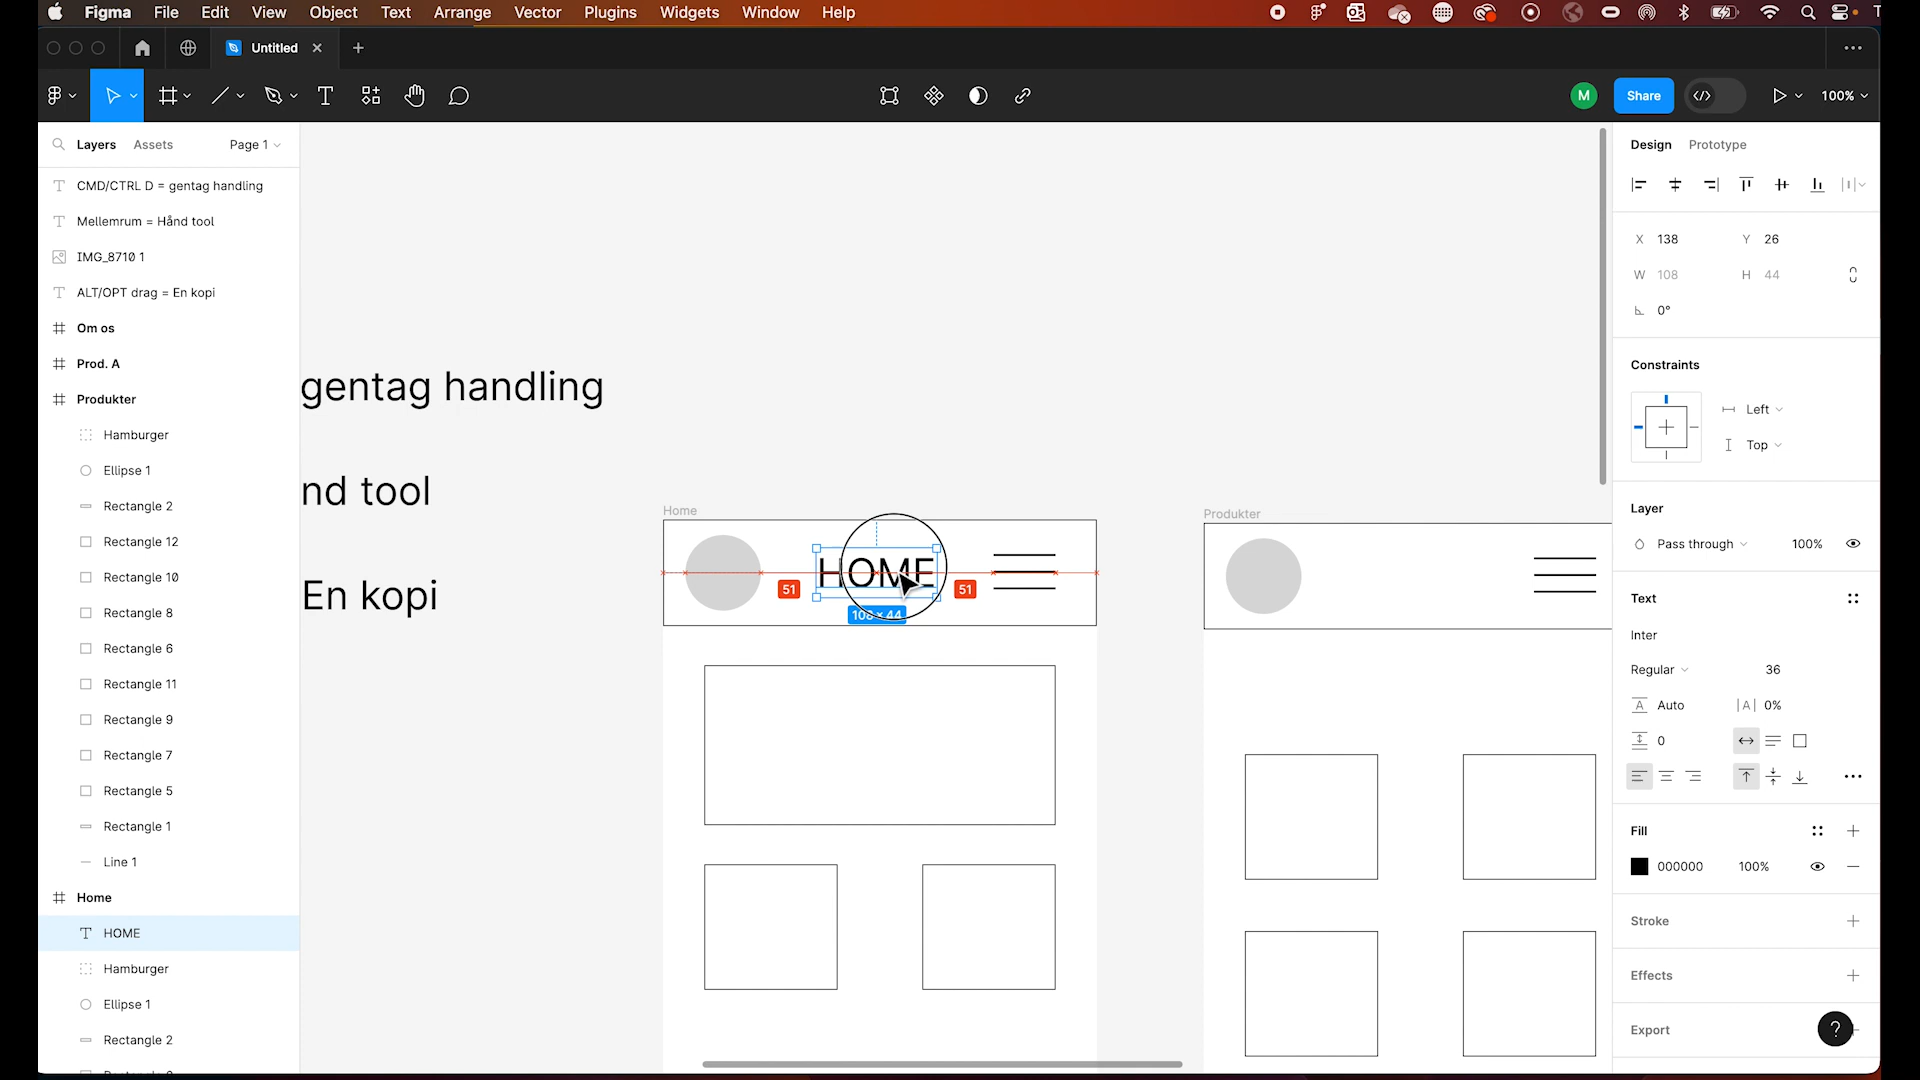 Figma File Edit View Object Text Arrange Vector Plugins Widgets Window Help
Untitled
M Share 100%
Layers Assets Page 1
CMD/CTRL D = gentag handling
Mellemrum = Hånd tool
IMG_8710 1
ALT/OPT drag = En kopi
Om os
Prod. A
Produkter
Hamburger
Ellipse 1
Rectangle 2
Rectangle 12
Rectangle 10
Rectangle 8
Rectangle 6
Rectangle 11
Rectangle 9
Rectangle 7
Rectangle 5
Rectangle 1
Line 1
Home
HOME
Hamburger
Ellipse 1
Rectangle 2
gentag handling
nd tool
En kopi
Home
HOME
51 51
108 × 44
Produkter
Design Prototype
X 138 Y 26
W 108 H 44
0°
Constraints
Left
Top
Layer
Pass through 100%
Text
Inter
Regular 36
A Auto |A| 0%
0
Fill
000000 100%
Stroke
Effects
Export
?